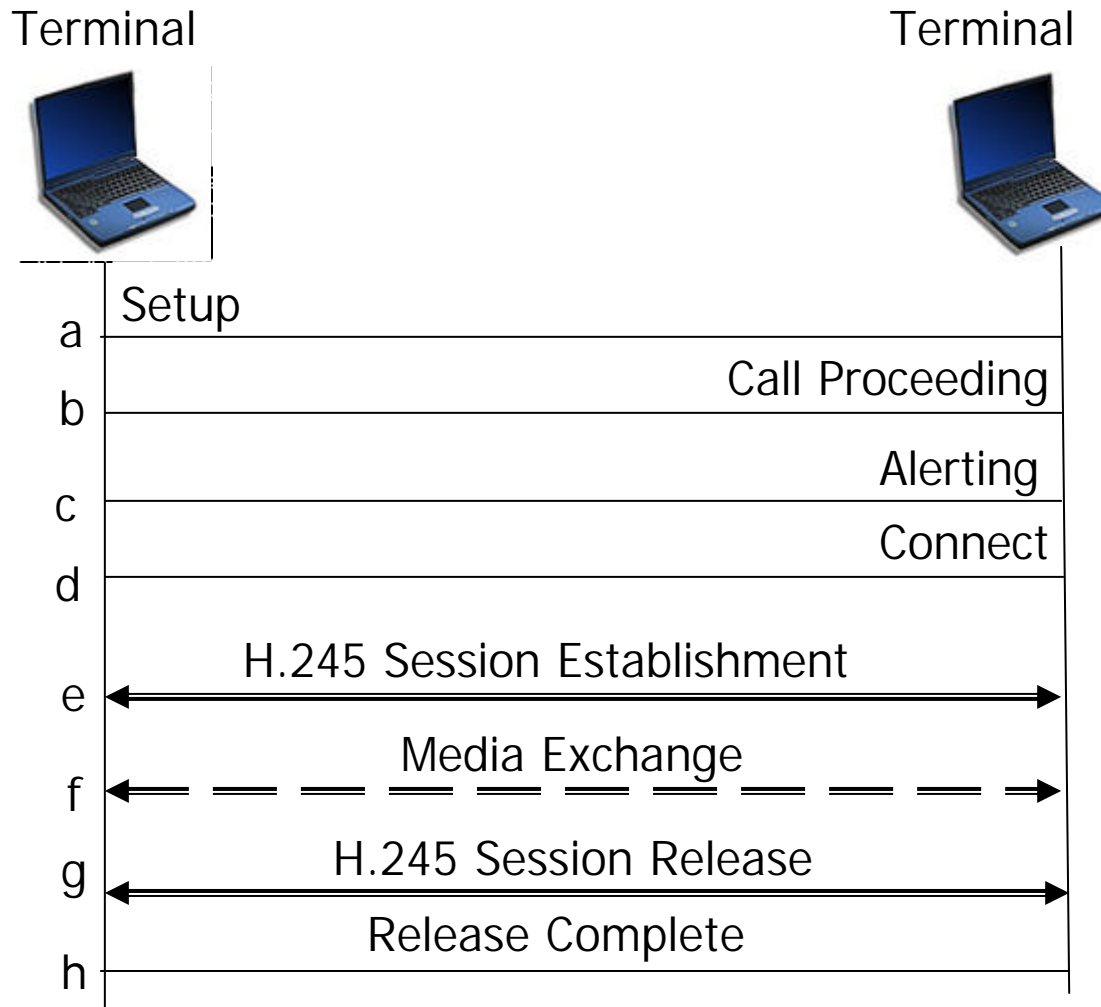 Terminal
Terminal
Setup
a
Call Proceeding
b
Alerting
c
Connect
d
H.245 Session Establishment
e
Media Exchange
f
H.245 Session Release
g
Release Complete
h